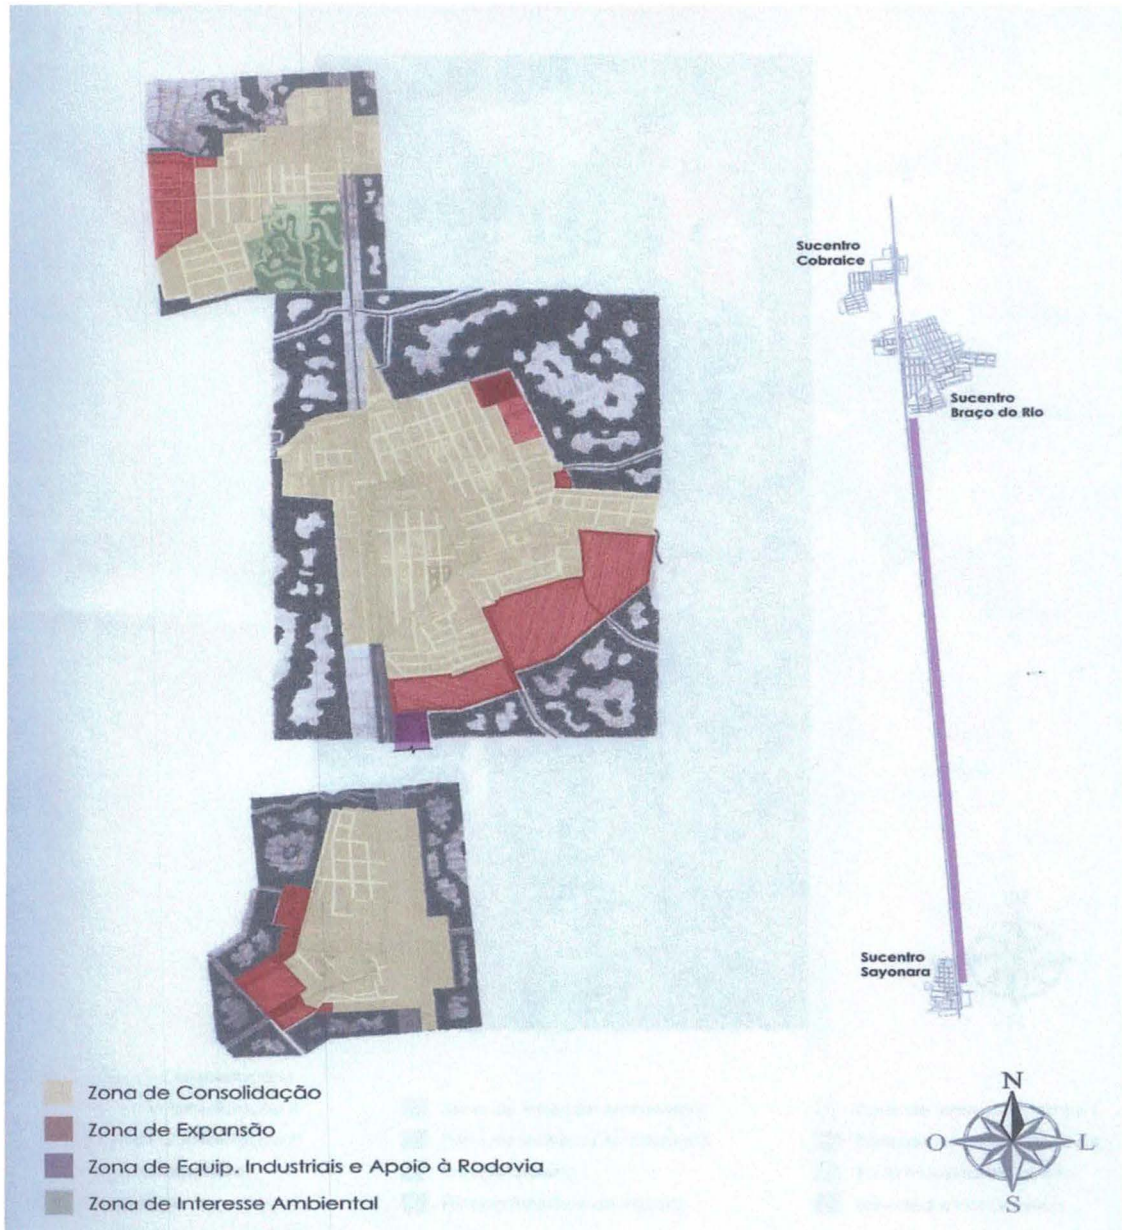 Sucentro
Cobraice
Sucentro
Braço do Rio
Sucentro
Sayonara
Zona de Consolidação
Zona de Expansão
Zona de Equip. Industriais e Apoio à Rodovia
Zona de Interesse Ambiental
N
O
L
S